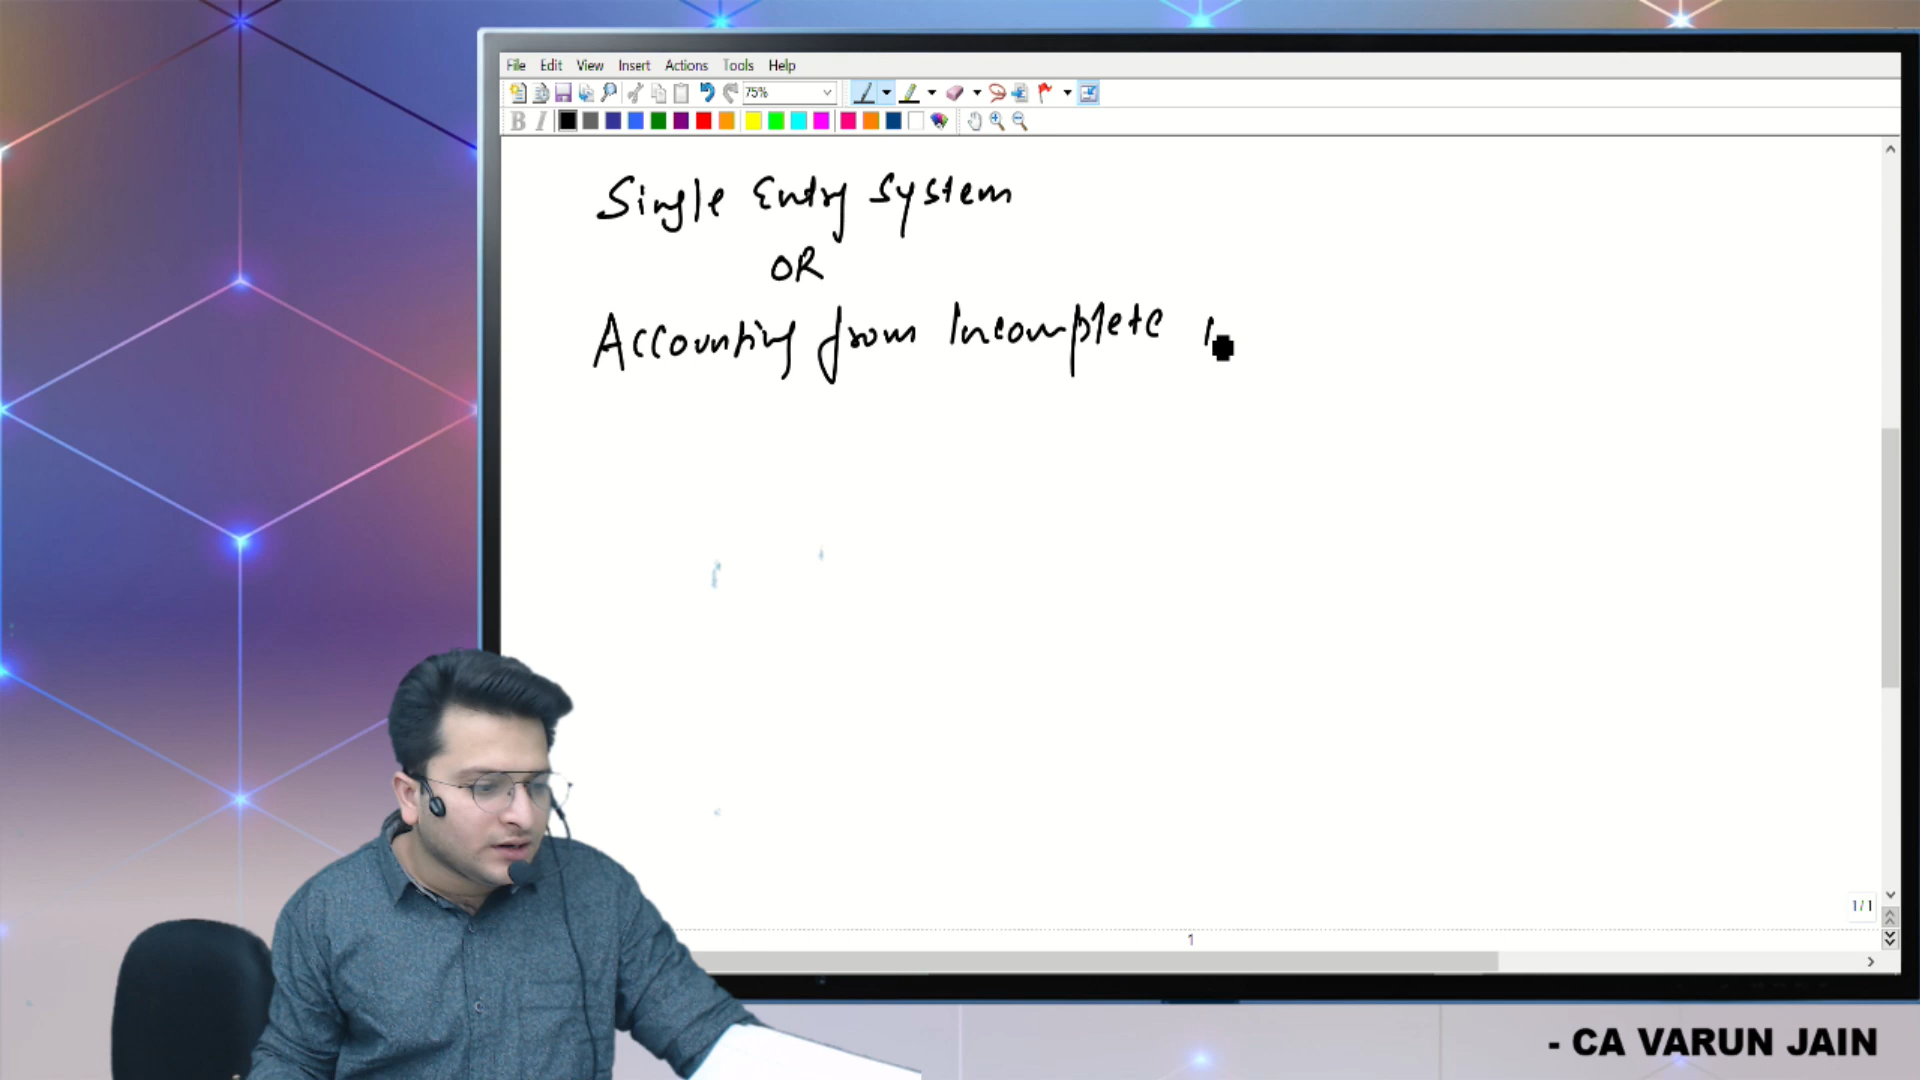 File Edit View Insert Actions Tools Help
75%
B I
Single Entry System
OR
Accounting from Incomplete
1/1
1
- CA VARUN JAIN